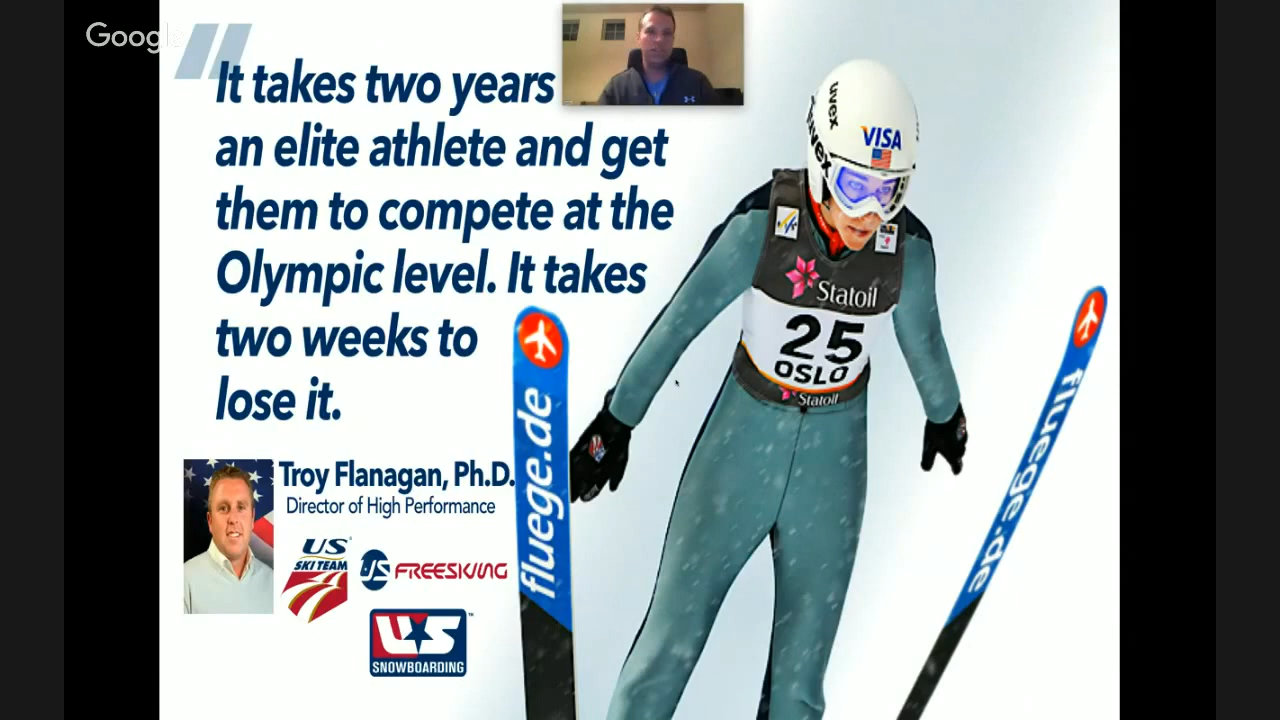 Google
It takes two years
an elite athlete and get
them to compete at the
Olympic level. It takes
two weeks to
lose it.
Troy Flanagan, Ph.D.
Director of High Performance
US
SKI TEAM
US FREESKIING
US
SNOWBOARDING
uvex
uvex
VISA
Statoil
25
OSLO
Statoil
fluege.de
fluege.de